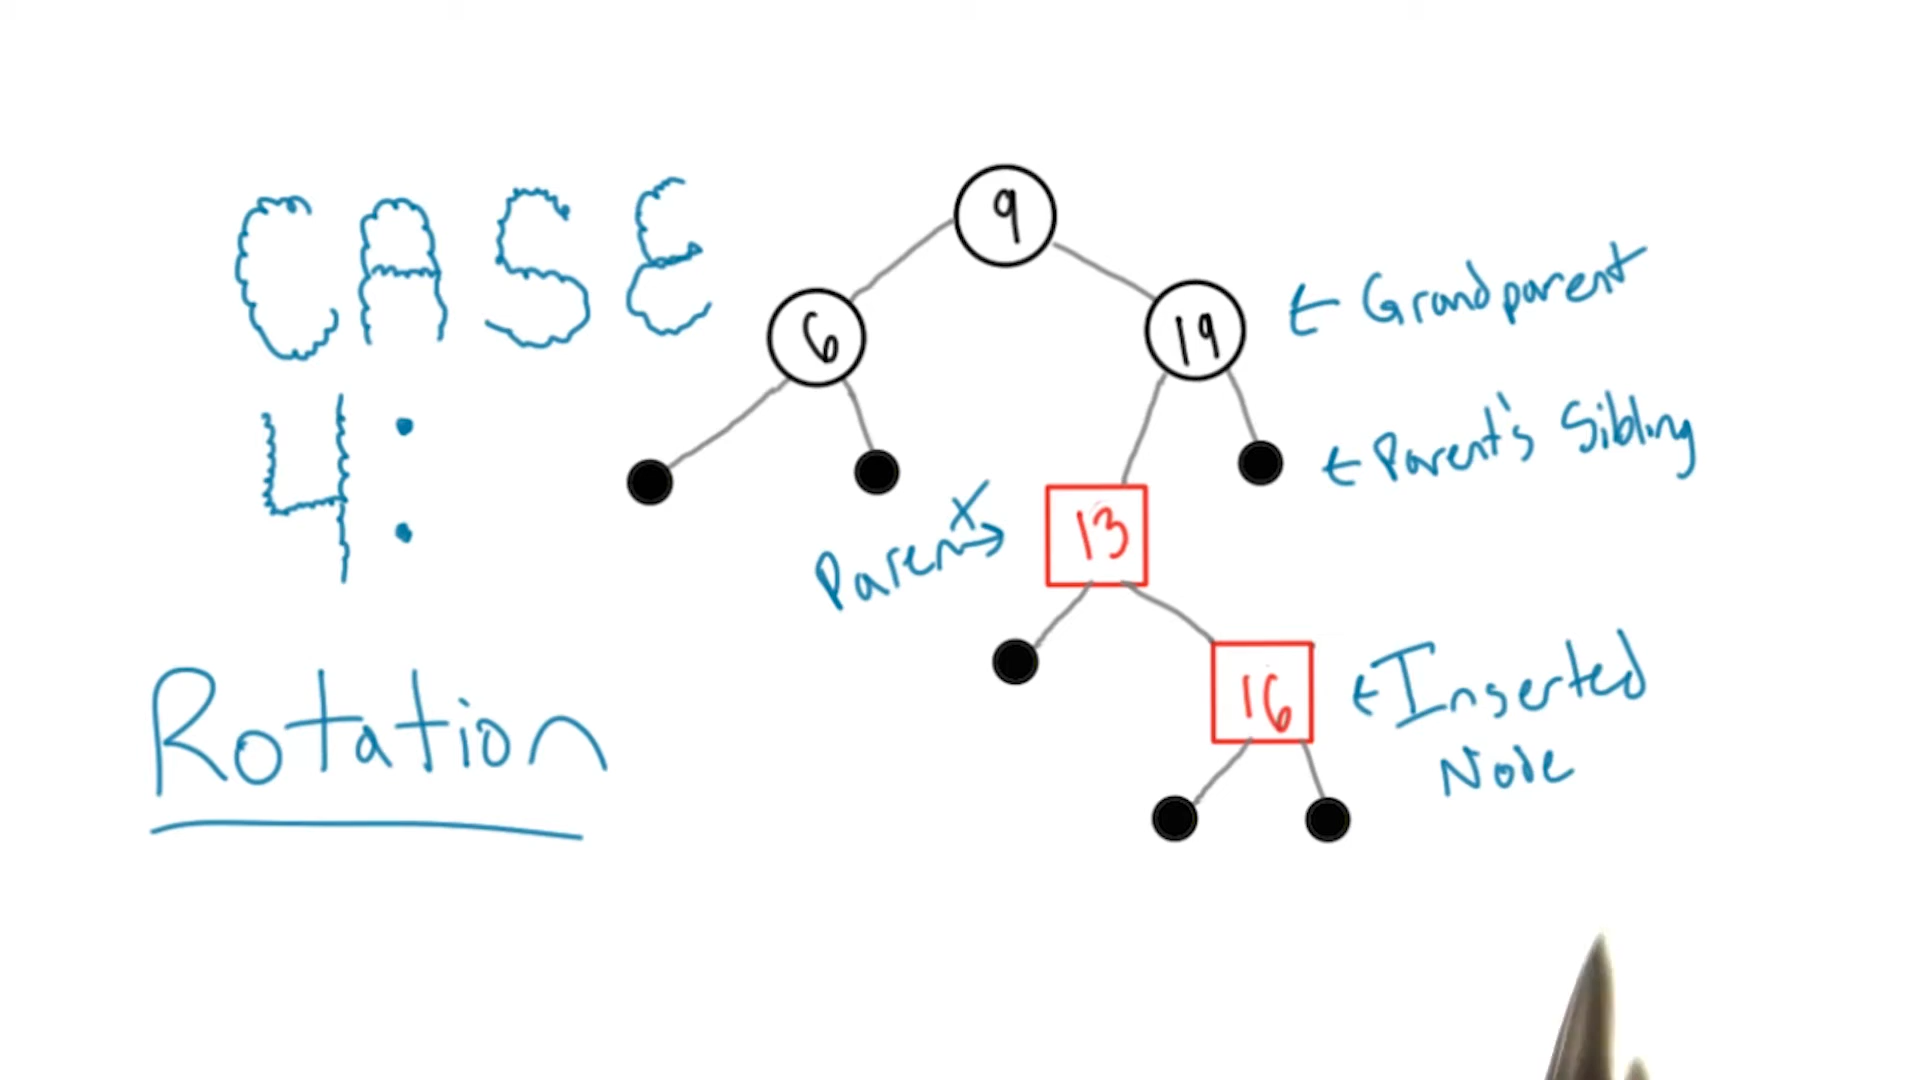 CASE
4:
Rotation
9
6
19
← Grandparent
← Parent's Sibling
Parent →
13
16
← Inserted
Node